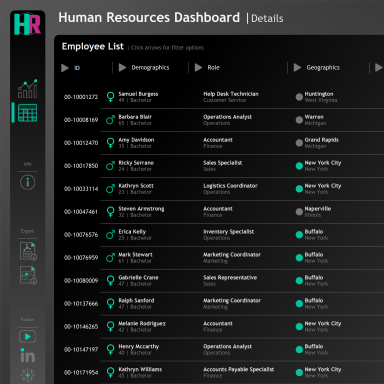 HR
Human Resources Dashboard | Details
Employee List | Click arrows for filter options
ID Demographics Role Geographics
00-10001272 Samuel Burgess Help Desk Technician Huntington
49 | Bachelor Customer Service West Virginia
00-10008169 Barbara Blair Operations Analyst Warren
65 | Bachelor Operations Michigan
00-10012470 Amy Davidson Accountant Grand Rapids
35 | Bachelor Finance Michigan
Info
00-10017850 Ricky Serrano Sales Specialist New York City
24 | Bachelor Sales New York
00-10033114 Kathryn Scott Logistics Coordinator New York City
23 | Bachelor Operations New York
00-10047461 Steven Armstrong Accountant Naperville
32 | Bachelor Finance Illinois
Export
00-10076576 Erica Kelly Inventory Specialist Buffalo
25 | Bachelor Operations New York
00-10076959 Mark Stewart Marketing Coordinator Buffalo
61 | Bachelor Marketing New York
00-10080009 Gabrielle Crane Sales Representative Buffalo
47 | Bachelor Sales New York
00-10137666 Ralph Sanford Marketing Coordinator Buffalo
47 | Bachelor Marketing New York
Follow
00-10146265 Melanie Rodriguez Accountant New York City
42 | Bachelor Finance New York
00-10147197 Henry Mccarthy Operations Analyst Buffalo
40 | Bachelor Operations New York
in
00-10171954 Kathryn Williams Accounts Payable Specialist New York City
45 | Bachelor Finance New York